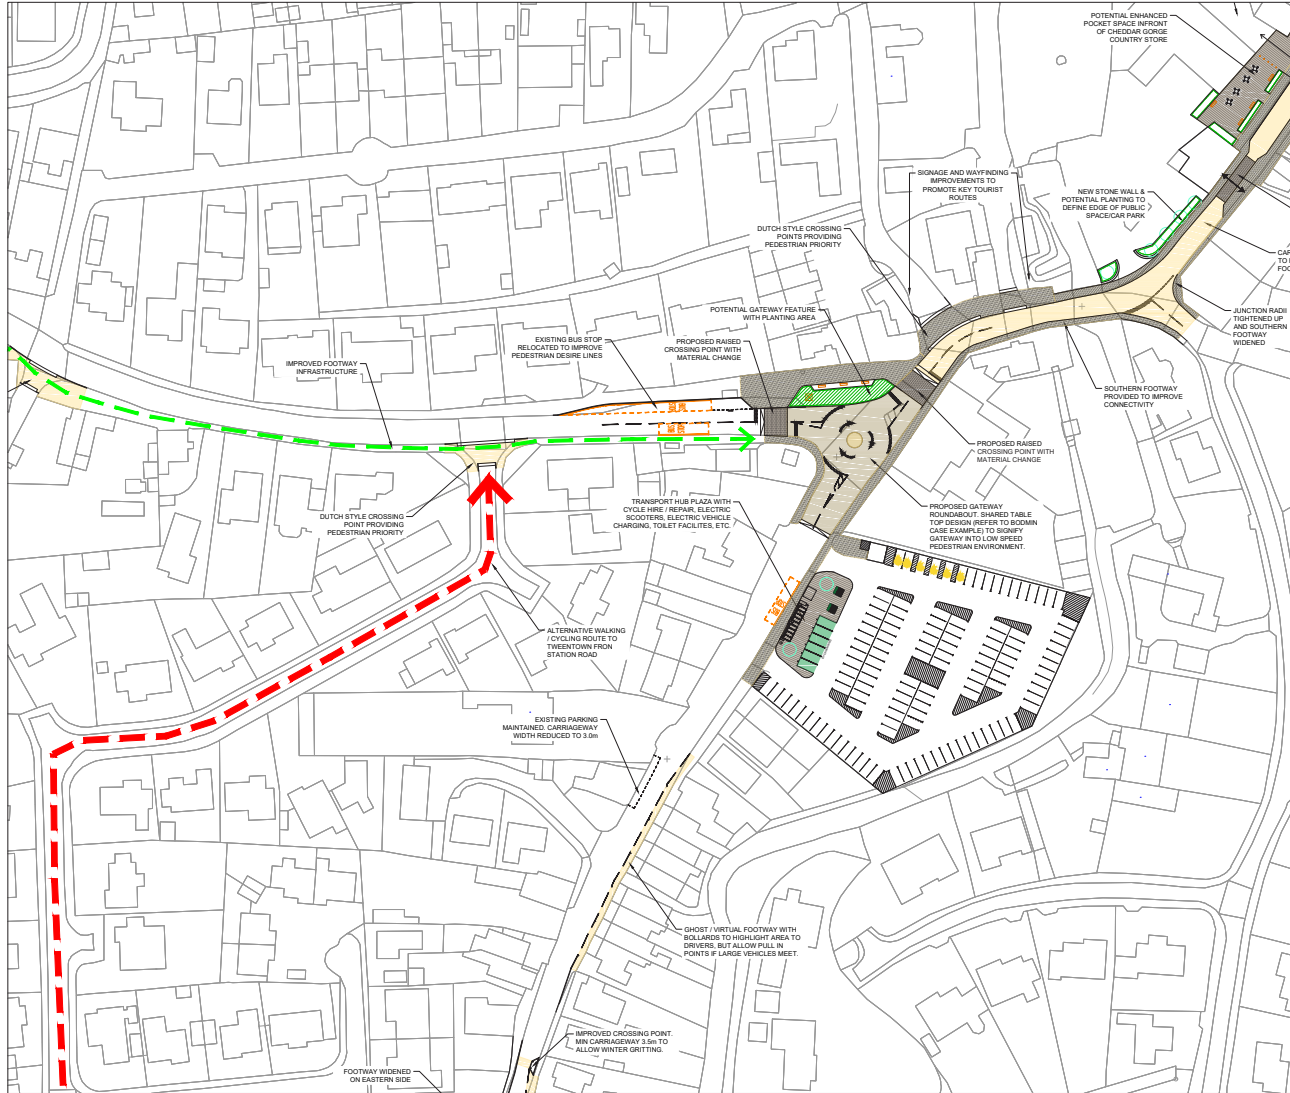 POTENTIAL ENHANCED
POCKET SPACE INFRONT
OF CHEDDAR GORGE
COUNTRY STORE
SIGNAGE AND WAYFINDING
IMPROVEMENTS TO
PROMOTE KEY TOURIST
ROUTES
NEW STONE WALL &
POTENTIAL PLANTING TO
DEFINE EDGE OF PUBLIC
SPACE/CAR PARK
DUTCH STYLE CROSSING
POINTS PROVIDING
PEDESTRIAN PRIORITY
CAR
TO
FOO
POTENTIAL GATEWAY FEATURE
WITH PLANTING AREA
JUNCTION RADII
TIGHTENED UP
AND SOUTHERN
FOOTWAY
WIDENED
EXISTING BUS STOP
RELOCATED TO IMPROVE
PEDESTRIAN DESIRE LINES
PROPOSED RAISED
CROSSING POINT WITH
MATERIAL CHANGE
IMPROVED FOOTWAY
INFRASTRUCTURE
SOUTHERN FOOTWAY
PROVIDED TO IMPROVE
CONNECTIVITY
PROPOSED RAISED
CROSSING POINT WITH
MATERIAL CHANGE
TRANSPORT HUB PLAZA WITH
CYCLE HIRE / REPAIR, ELECTRIC
SCOOTERS, ELECTRIC VEHICLE
CHARGING, TOILET FACILITES, ETC.
PROPOSED GATEWAY
ROUNDABOUT. SHARED TABLE
TOP DESIGN (REFER TO BODMIN
CASE EXAMPLE) TO SIGNIFY
GATEWAY INTO LOW SPEED
PEDESTRIAN ENVIRONMENT.
DUTCH STYLE CROSSING
POINT PROVIDING
PEDESTRIAN PRIORITY
ALTERNATIVE WALKING
/ CYCLING ROUTE TO
TWEENTOWN FRON
STATION ROAD
EXISTING PARKING
MAINTAINED. CARRIAGEWAY
WIDTH REDUCED TO 3.0m
GHOST / VIRTUAL FOOTWAY WITH
BOLLARDS TO HIGHLIGHT AREA TO
DRIVERS, BUT ALLOW PULL IN
POINTS IF LARGE VEHICLES MEET.
IMPROVED CROSSING POINT.
MIN CARRIAGEWAY 3.5m TO
ALLOW WINTER GRITTING.
FOOTWAY WIDENED
ON EASTERN SIDE